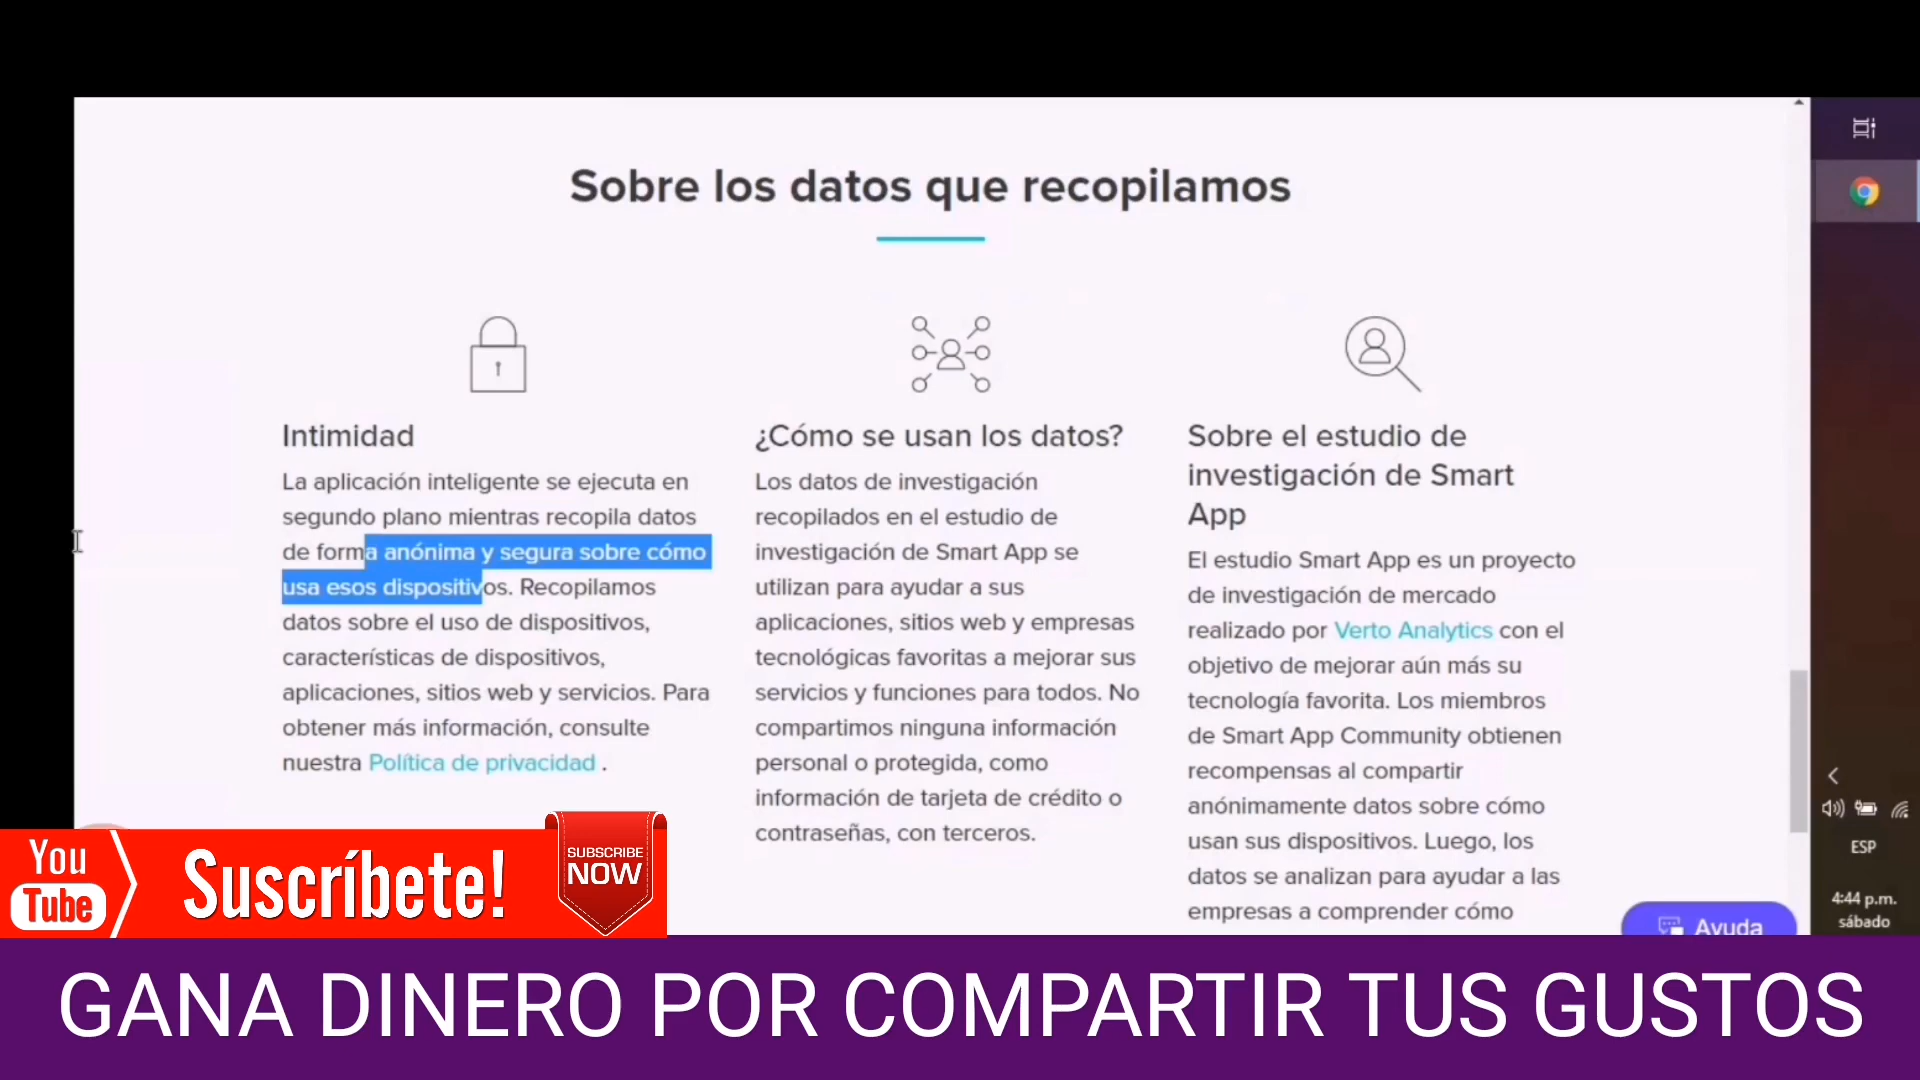 Sobre los datos que recopilamos
Intimidad
La aplicación inteligente se ejecuta en
segundo plano mientras recopila datos
de forma anónima y segura sobre cómo
usa esos dispositivos. Recopilamos
datos sobre el uso de dispositivos,
características de dispositivos,
aplicaciones, sitios web y servicios. Para
obtener más información, consulte
nuestra Política de privacidad .
¿Cómo se usan los datos?
Los datos de investigación
recopilados en el estudio de
investigación de Smart App se
utilizan para ayudar a sus
aplicaciones, sitios web y empresas
tecnológicas favoritas a mejorar sus
servicios y funciones para todos. No
compartimos ninguna información
personal o protegida, como
información de tarjeta de crédito o
contraseñas, con terceros.
Sobre el estudio de
investigación de Smart
App
El estudio Smart App es un proyecto
de investigación de mercado
realizado por Verto Analytics con el
objetivo de mejorar aún más su
tecnología favorita. Los miembros
de Smart App Community obtienen
recompensas al compartir
anónimamente datos sobre cómo
usan sus dispositivos. Luego, los
datos se analizan para ayudar a las
empresas a comprender cómo
Ayuda
ESP
4:44 p.m.
sábado
You
Tube
Suscríbete!
SUBSCRIBE
NOW
GANA DINERO POR COMPARTIR TUS GUSTOS